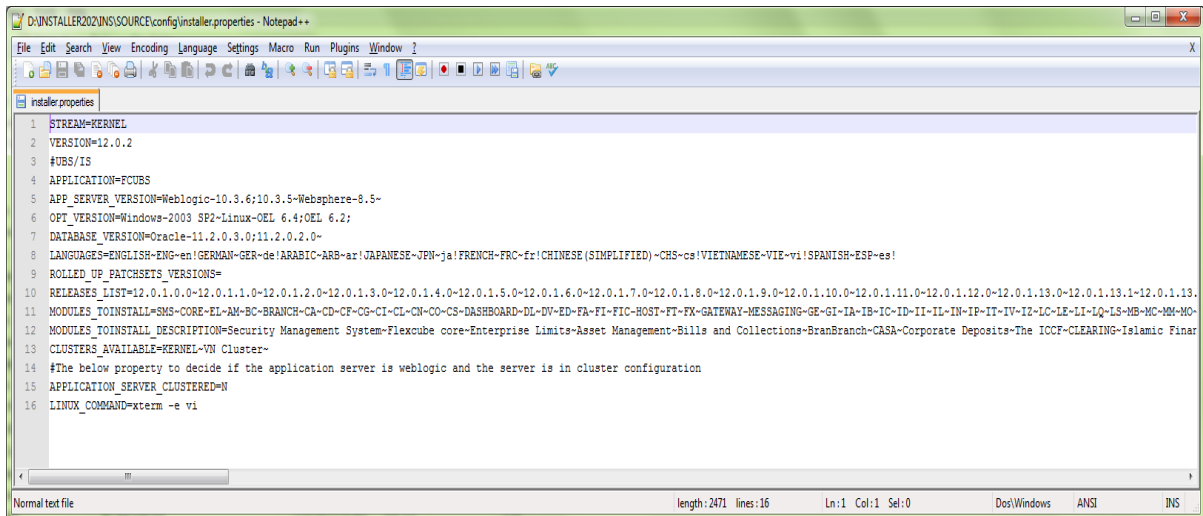 D:\INSTALLER202\INS\SOURCE\config\installer.properties - Notepad++
File Edit Search View Encoding Language Settings Macro Run Plugins Window ? X
installer.properties
1 STREAM=KERNEL
2 VERSION=12.0.2
3 #UBS/IS
4 APPLICATION=FCUBS
5 APP_SERVER_VERSION=Weblogic-10.3.6;10.3.5~Websphere-8.5~
6 OPT_VERSION=Windows-2003 SP2~Linux-OEL 6.4;OEL 6.2;
7 DATABASE_VERSION=Oracle-11.2.0.3.0;11.2.0.2.0~
8 LANGUAGES=ENGLISH~ENG~en!GERMAN~GER~de!ARABIC~ARB~ar!JAPANESE~JPN~ja!FRENCH~FRC~fr!CHINESE(SIMPLIFIED)~CHS~cs!VIETNAMESE~VIE~vi!SPANISH~ESP~es!
9 ROLLED_UP_PATCHSETS_VERSIONS=
10 RELEASES_LIST=12.0.1.0.0~12.0.1.1.0~12.0.1.2.0~12.0.1.3.0~12.0.1.4.0~12.0.1.5.0~12.0.1.6.0~12.0.1.7.0~12.0.1.8.0~12.0.1.9.0~12.0.1.10.0~12.0.1.11.0~12.0.1.12.0~12.0.1.13.0~12.0.1.13.1~12.0.1.13.
11 MODULES_TOINSTALL=SMS~CORE~EL~AM~BC~BRANCH~CA~CD~CF~CG~CI~CL~CN~CO~CS~DASHBOARD~DL~DV~ED~FA~FI~FIC-HOST~FT~FX~GATEWAY-MESSAGING~GE~GI~IA~IB~IC~ID~II~IL~IN~IP~IT~IV~IZ~LC~LE~LI~LQ~LS~MB~MC~MM~MO~
12 MODULES_TOINSTALL_DESCRIPTION=Security Management System~Flexcube core~Enterprise Limits~Asset Management~Bills and Collections~BranBranch~CASA~Corporate Deposits~The ICCF~CLEARING~Islamic Finar
13 CLUSTERS_AVAILABLE=KERNEL~VN Cluster~
14 #The below property to decide if the application server is weblogic and the server is in cluster configuration
15 APPLICATION_SERVER_CLUSTERED=N
16 LINUX_COMMAND=xterm -e vi
Normal text file length : 2471 lines : 16 Ln : 1 Col : 1 Sel : 0 Dos\Windows ANSI INS